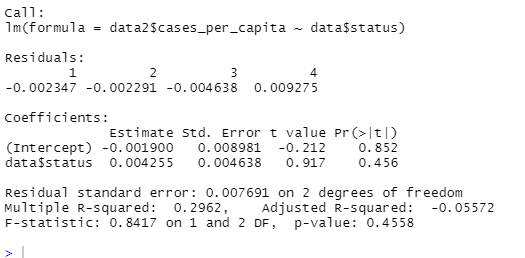 Call:
lm(formula = data2$cases_per_capita ~ data$status)
Residuals:
1 2 3 4
-0.002347 -0.002291 -0.004638 0.009275
Coefficients:
Estimate Std. Error t value Pr(>|t|)
(Intercept) -0.001900 0.008981 -0.212 0.852
data$status 0.004255 0.004638 0.917 0.456
Residual standard error: 0.007691 on 2 degrees of freedom
Multiple R-squared: 0.2962, Adjusted R-squared: -0.05572
F-statistic: 0.8417 on 1 and 2 DF, p-value: 0.4558
>